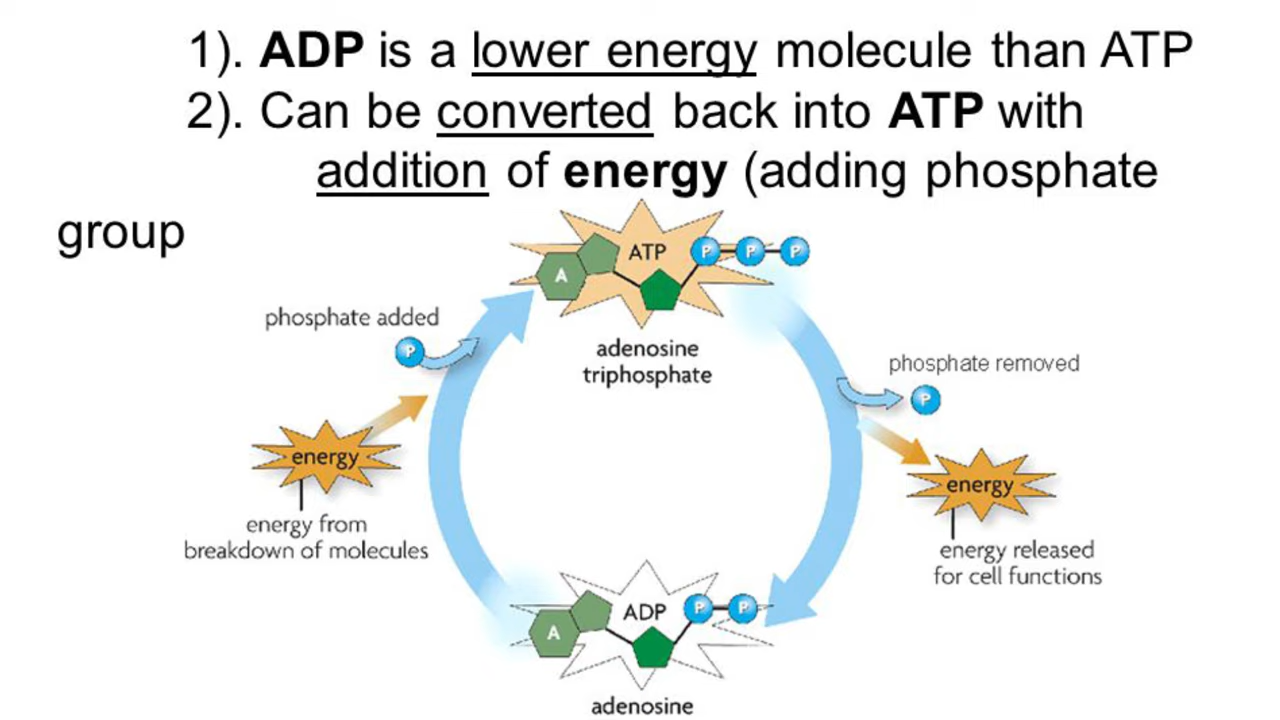 1). ADP is a lower energy molecule than ATP
2). Can be converted back into ATP with
addition of energy (adding phosphate
group
ATP
P P P
A
phosphate added
P
adenosine
triphosphate
phosphate removed
P
energy
energy
energy from
breakdown of molecules
energy released
for cell functions
ADP
P P
A
adenosine